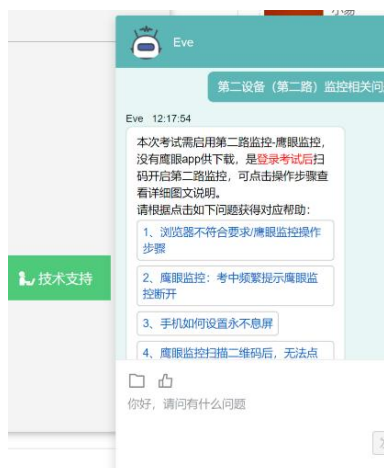 小易
Eve
第二设备（第二路）监控相关问
Eve 12:17:54
本次考试需启用第二路监控-鹰眼监控，
没有鹰眼app供下载，是登录考试后扫
码开启第二路监控，可点击操作步骤查
看详细图文说明。
请根据点击如下问题获得对应帮助：
1、浏览器不符合要求/鹰眼监控操作
步骤
2、鹰眼监控：考中频繁提示鹰眼监
控断开
技术支持
3、手机如何设置永不息屏
4、鹰眼监控扫描二维码后，无法点
你好，请问有什么问题